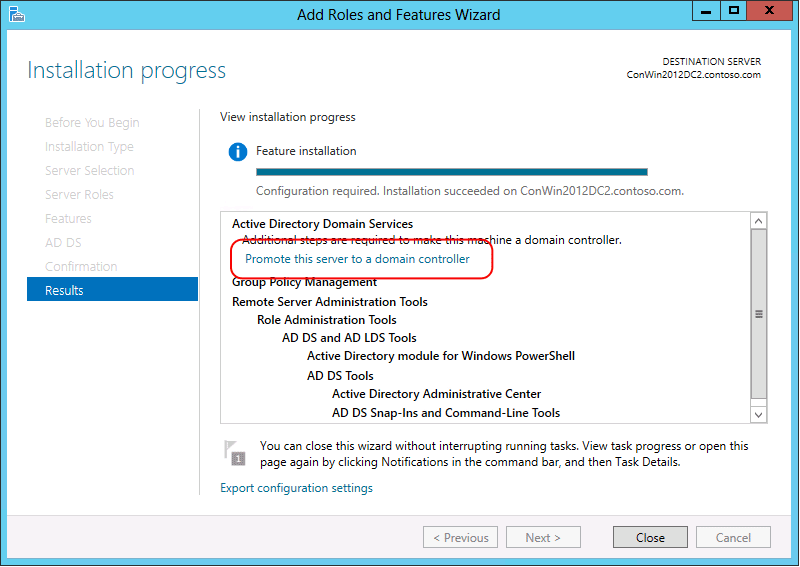 Add Roles and Features Wizard
Installation progress
DESTINATION SERVER
ConWin2012DC2.contoso.com
Before You Begin
Installation Type
Server Selection
Server Roles
Features
AD DS
Confirmation
Results
View installation progress
Feature installation
Configuration required. Installation succeeded on ConWin2012DC2.contoso.com.
Active Directory Domain Services
Additional steps are required to make this machine a domain controller.
Promote this server to a domain controller
Group Policy Management
Remote Server Administration Tools
Role Administration Tools
AD DS and AD LDS Tools
Active Directory module for Windows PowerShell
AD DS Tools
Active Directory Administrative Center
AD DS Snap-Ins and Command-Line Tools
1
You can close this wizard without interrupting running tasks. View task progress or open this
page again by clicking Notifications in the command bar, and then Task Details.
Export configuration settings
< Previous
Next >
Close
Cancel